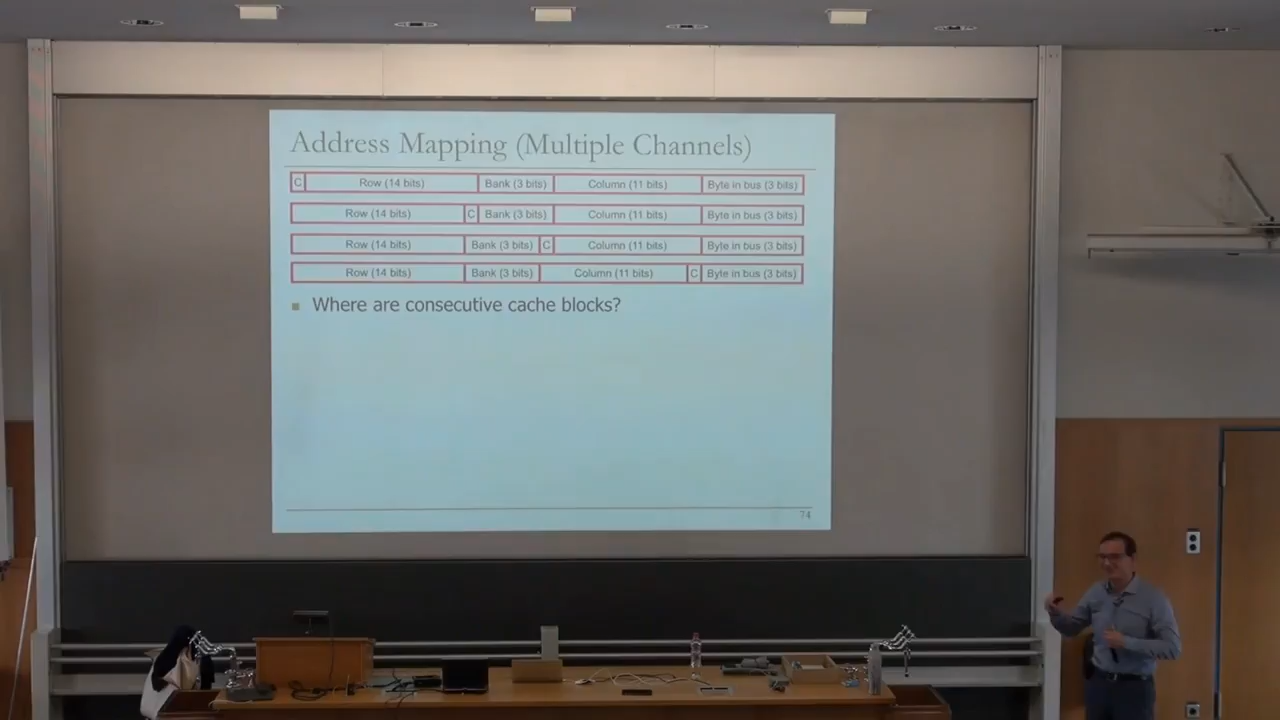 Address Mapping (Multiple Channels)
C Row (14 bits) Bank (3 bits) Column (11 bits) Byte in bus (3 bits)
Row (14 bits) C Bank (3 bits) Column (11 bits) Byte in bus (3 bits)
Row (14 bits) Bank (3 bits) C Column (11 bits) Byte in bus (3 bits)
Row (14 bits) Bank (3 bits) Column (11 bits) C Byte in bus (3 bits)
Where are consecutive cache blocks?
74